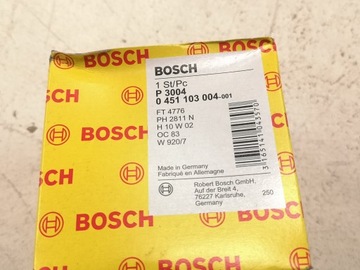 BOSCH
1 St/Pc
P 3004
0 451 103 004-001
FT 4776
PH 2811 N
H 10 W 02
OC 83
W 920/7
Made in Germany
Fabriqué en Allemagne
Robert Bosch GmbH,
Auf der Breit 4,
76227 Karlsruhe,
Germany
250
BOSCH
BOSCH
BOSCH
BOSCH